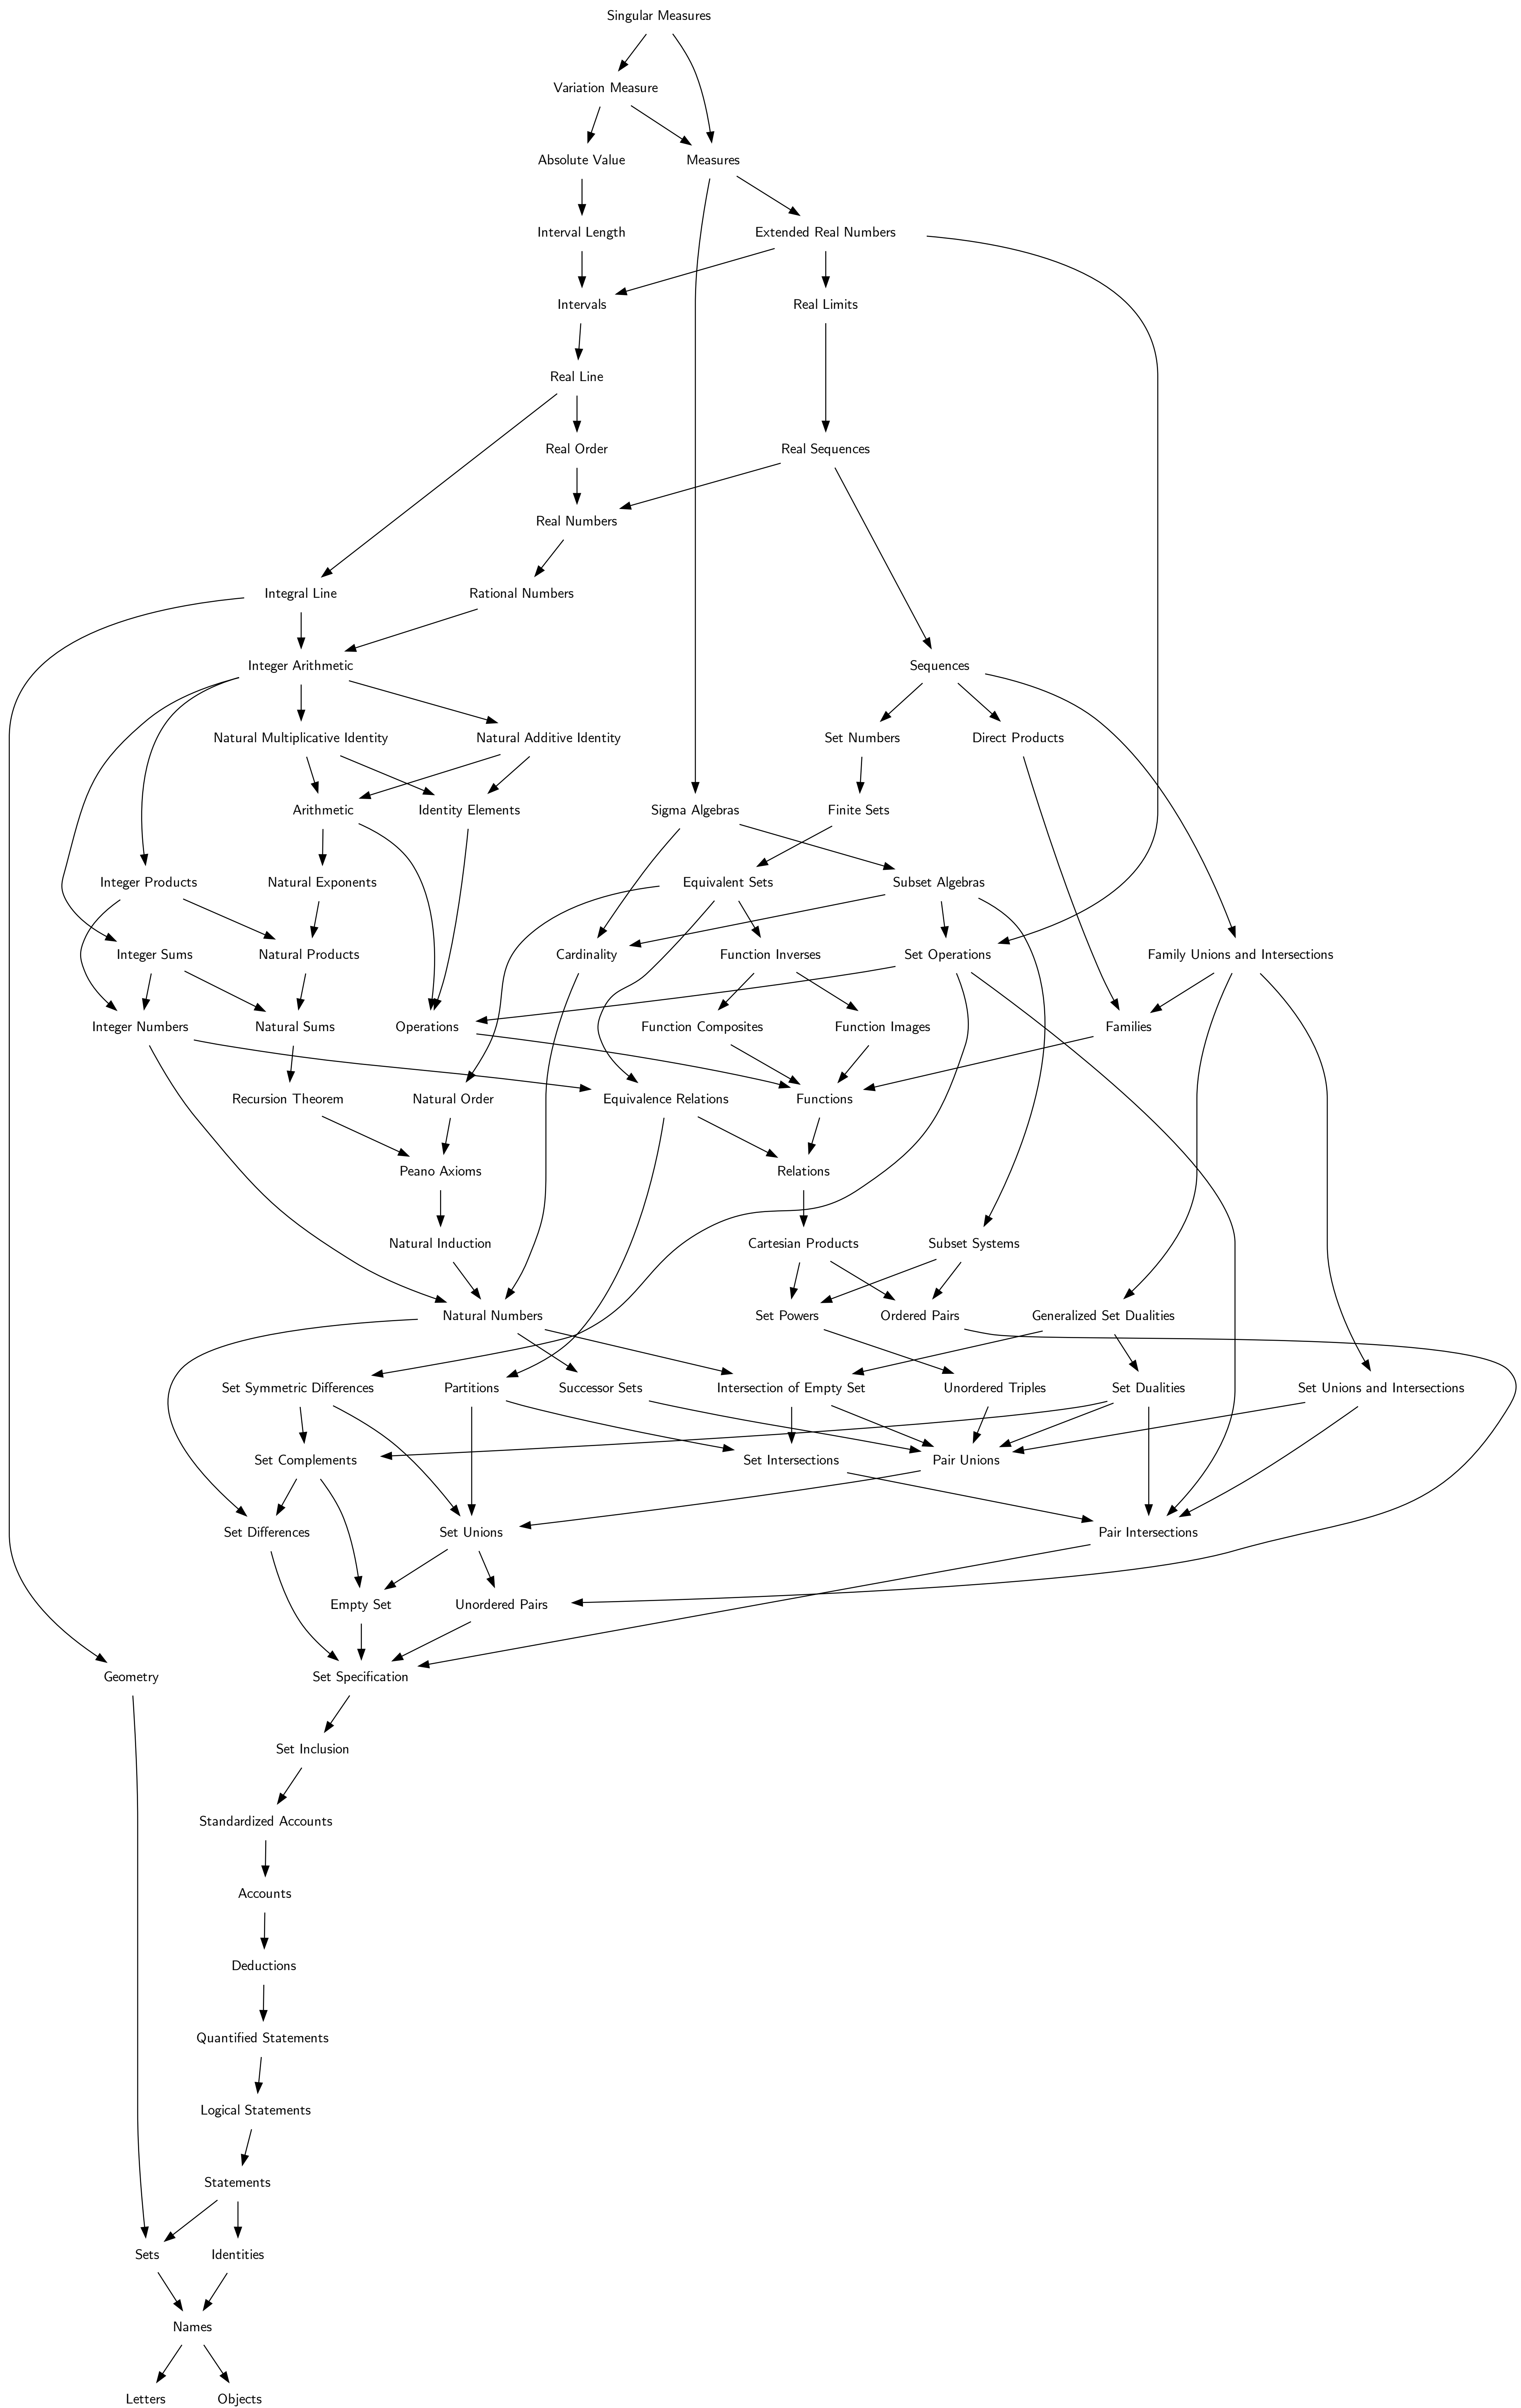 Singular Measures
Variation Measure
Absolute Value
Measures
Interval Length
Extended Real Numbers
Intervals
Real Limits
Real Line
Real Order
Real Sequences
Real Numbers
Integral Line
Rational Numbers
Integer Arithmetic
Sequences
Natural Multiplicative Identity
Natural Additive Identity
Set Numbers
Direct Products
Arithmetic
Identity Elements
Sigma Algebras
Finite Sets
Integer Products
Natural Exponents
Equivalent Sets
Subset Algebras
Integer Sums
Natural Products
Cardinality
Function Inverses
Set Operations
Family Unions and Intersections
Integer Numbers
Natural Sums
Operations
Function Composites
Function Images
Families
Recursion Theorem
Natural Order
Equivalence Relations
Functions
Peano Axioms
Relations
Natural Induction
Cartesian Products
Subset Systems
Natural Numbers
Set Powers
Ordered Pairs
Generalized Set Dualities
Set Symmetric Differences
Partitions
Successor Sets
Intersection of Empty Set
Unordered Triples
Set Dualities
Set Unions and Intersections
Set Complements
Set Intersections
Pair Unions
Set Differences
Set Unions
Pair Intersections
Empty Set
Unordered Pairs
Geometry
Set Specification
Set Inclusion
Standardized Accounts
Accounts
Deductions
Quantified Statements
Logical Statements
Statements
Sets
Identities
Names
Letters
Objects